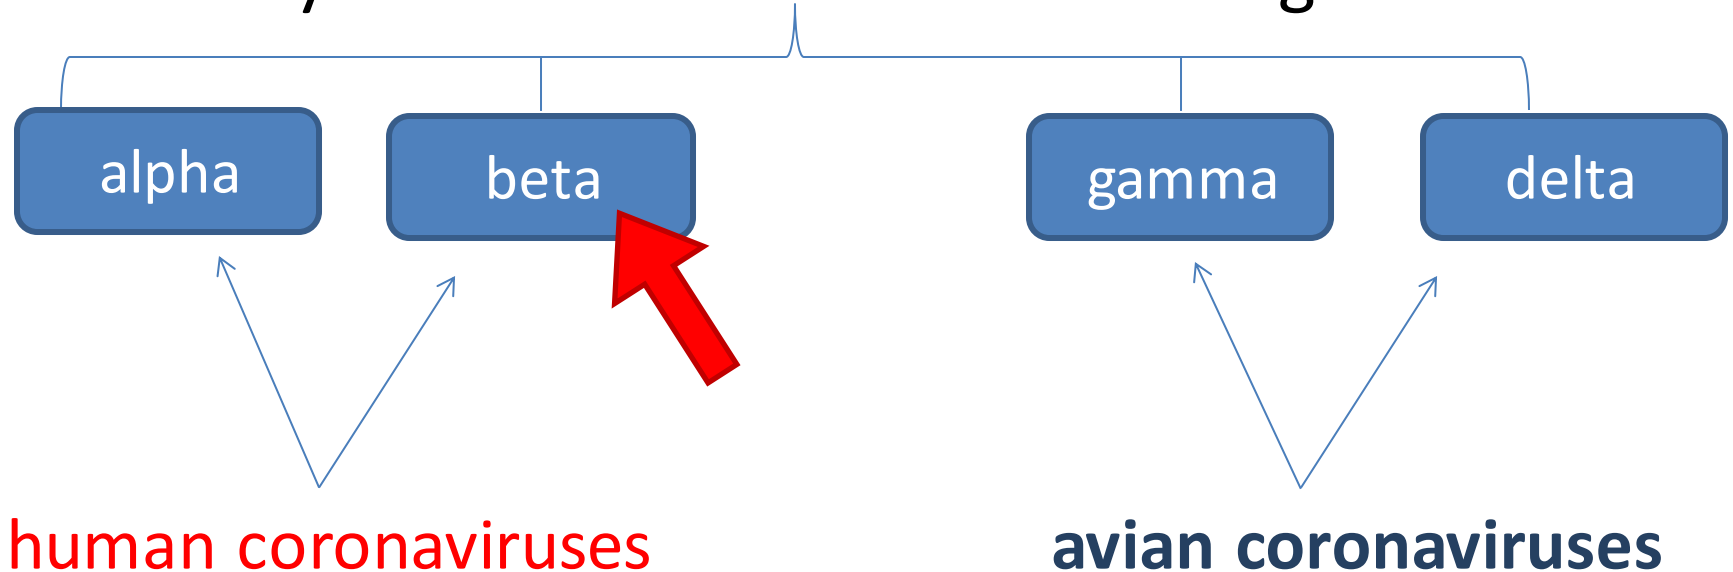 alpha
beta
gamma
delta
human coronaviruses
avian coronaviruses